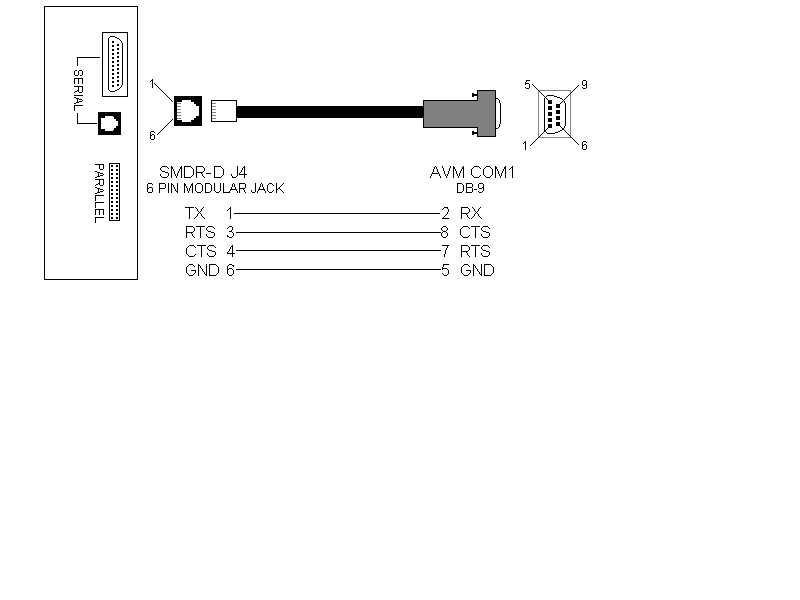 SERIAL
PARALLEL
1
6
5 9
1 6
SMDR-D J4 AVM COM1
6 PIN MODULAR JACK DB-9
TX 1 2 RX
RTS 3 8 CTS
CTS 4 7 RTS
GND 6 5 GND